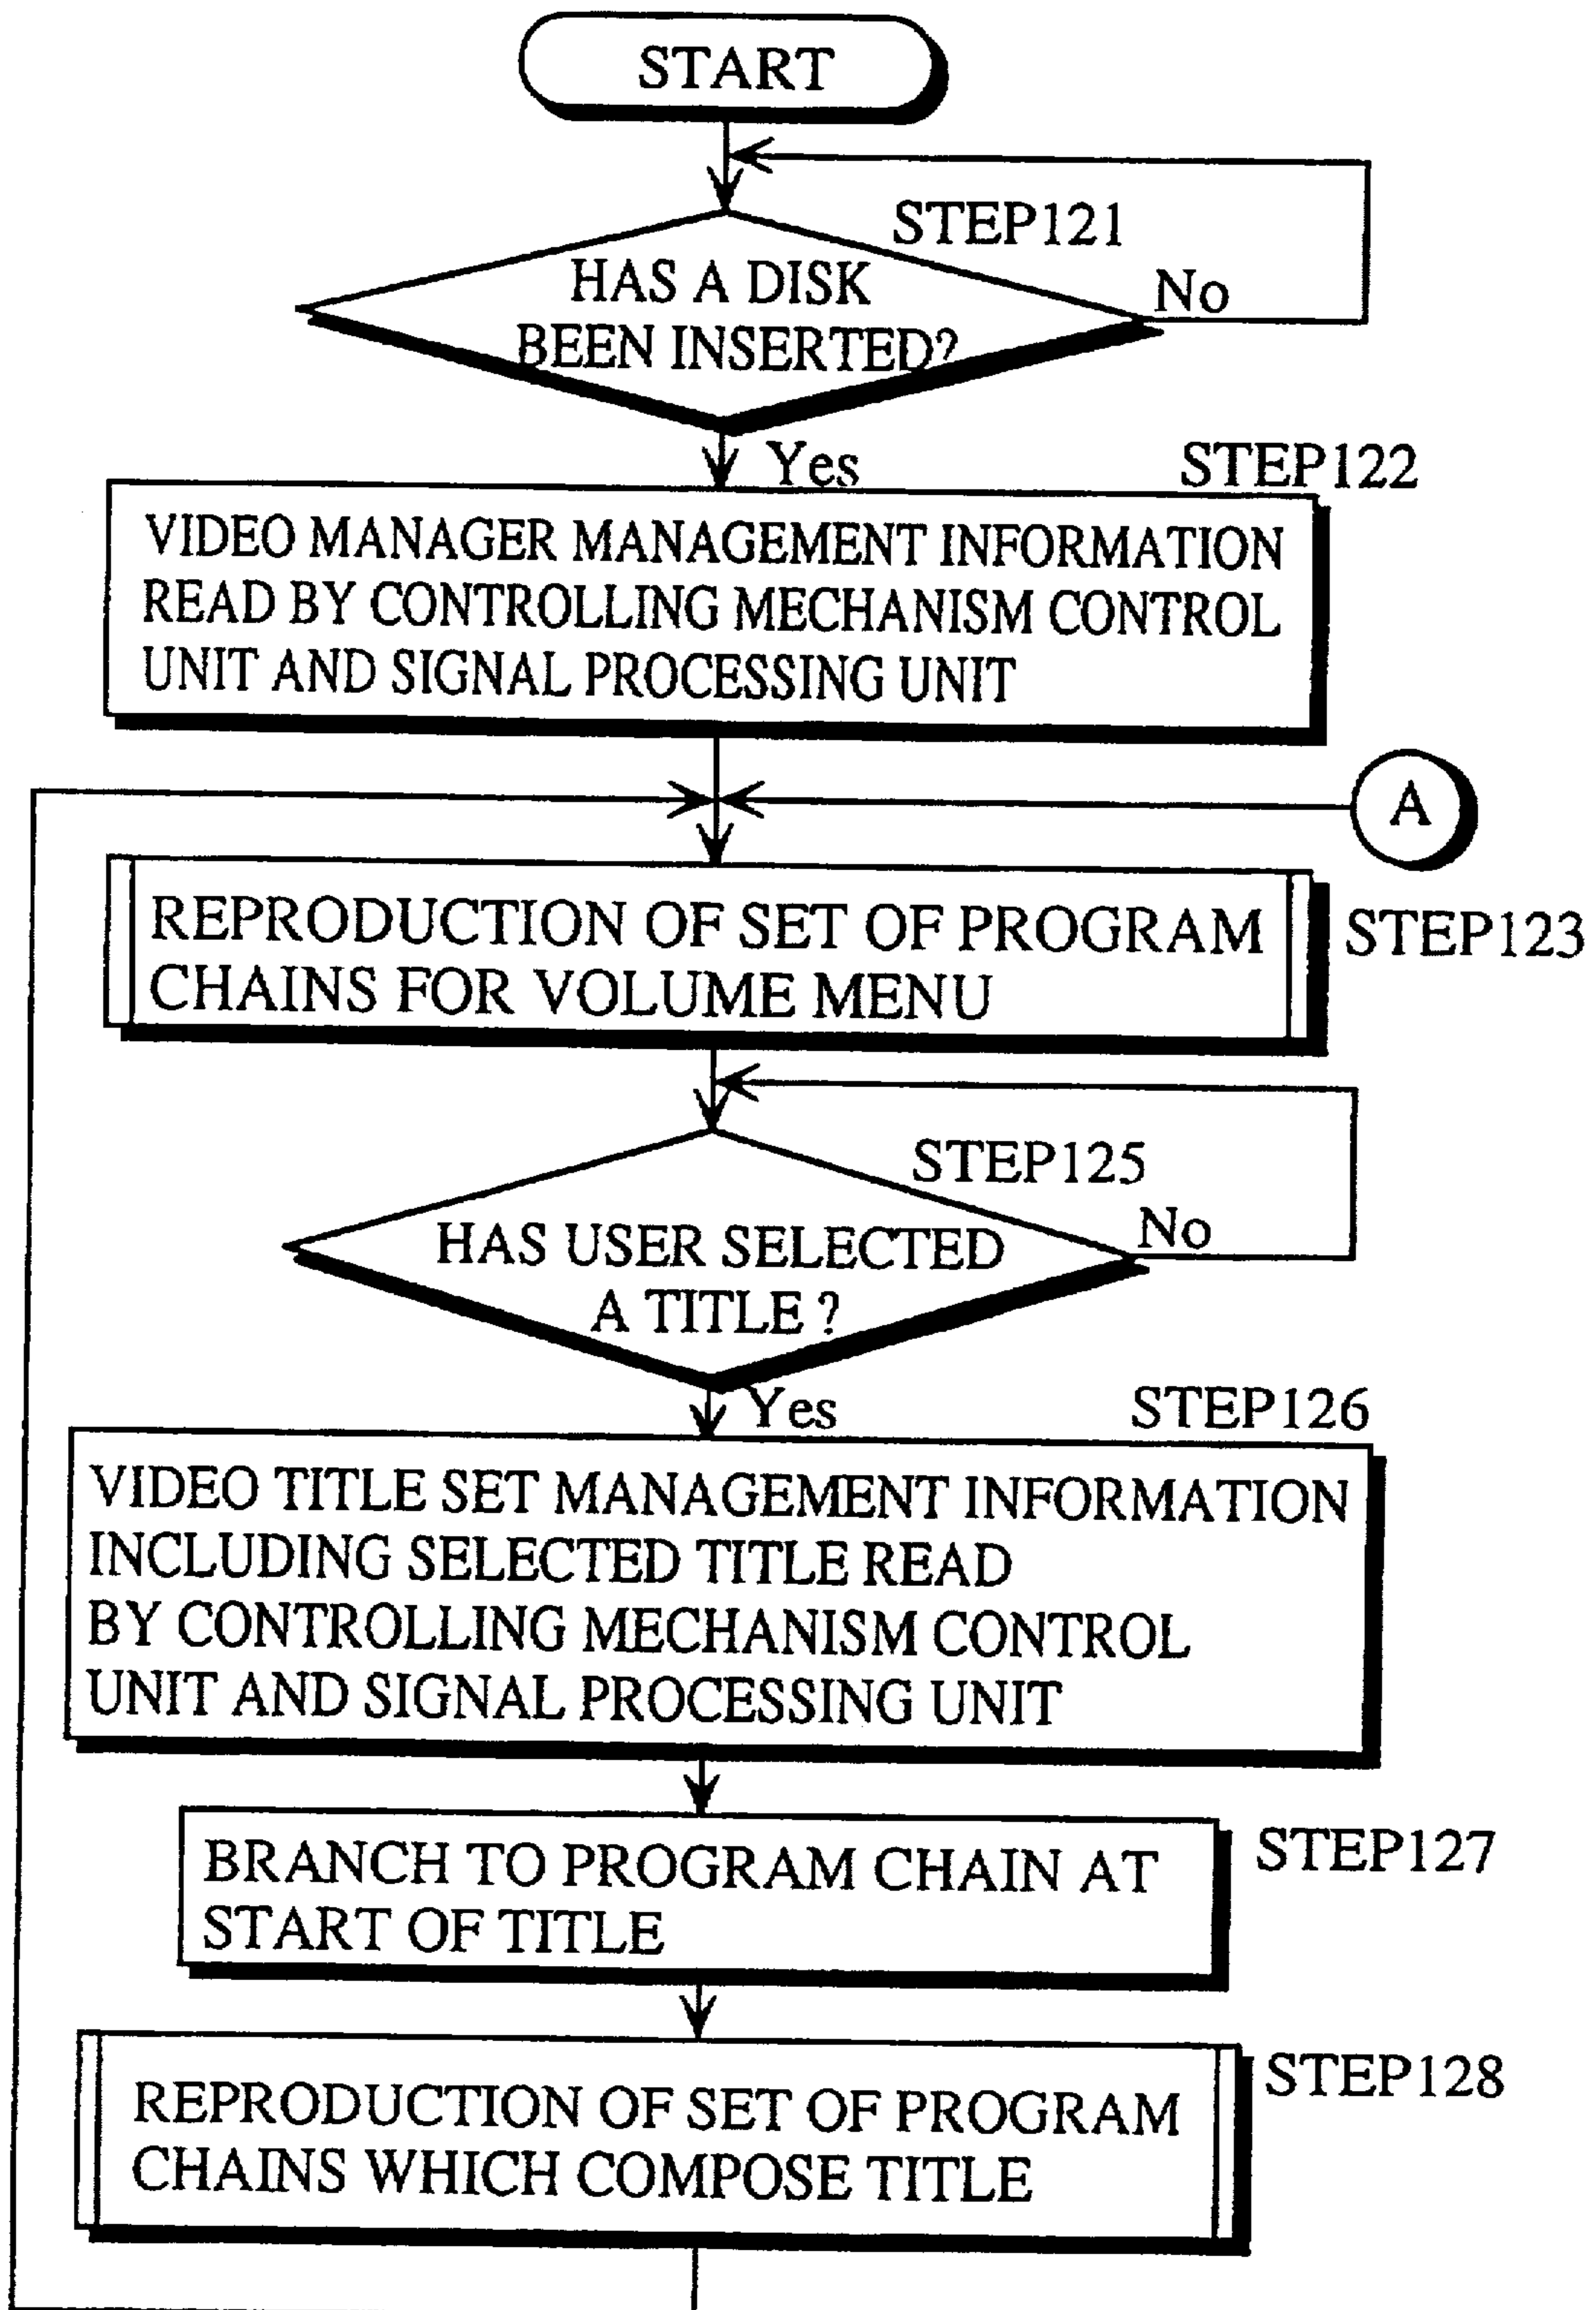 START
STEP121
HAS A DISK
BEEN INSERTED?
No
Yes
STEP122
VIDEO MANAGER MANAGEMENT INFORMATION
READ BY CONTROLLING MECHANISM CONTROL
UNIT AND SIGNAL PROCESSING UNIT
A
REPRODUCTION OF SET OF PROGRAM
CHAINS FOR VOLUME MENU
STEP123
STEP125
HAS USER SELECTED
A TITLE ?
No
Yes
STEP126
VIDEO TITLE SET MANAGEMENT INFORMATION
INCLUDING SELECTED TITLE READ
BY CONTROLLING MECHANISM CONTROL
UNIT AND SIGNAL PROCESSING UNIT
BRANCH TO PROGRAM CHAIN AT
START OF TITLE
STEP127
REPRODUCTION OF SET OF PROGRAM
CHAINS WHICH COMPOSE TITLE
STEP128